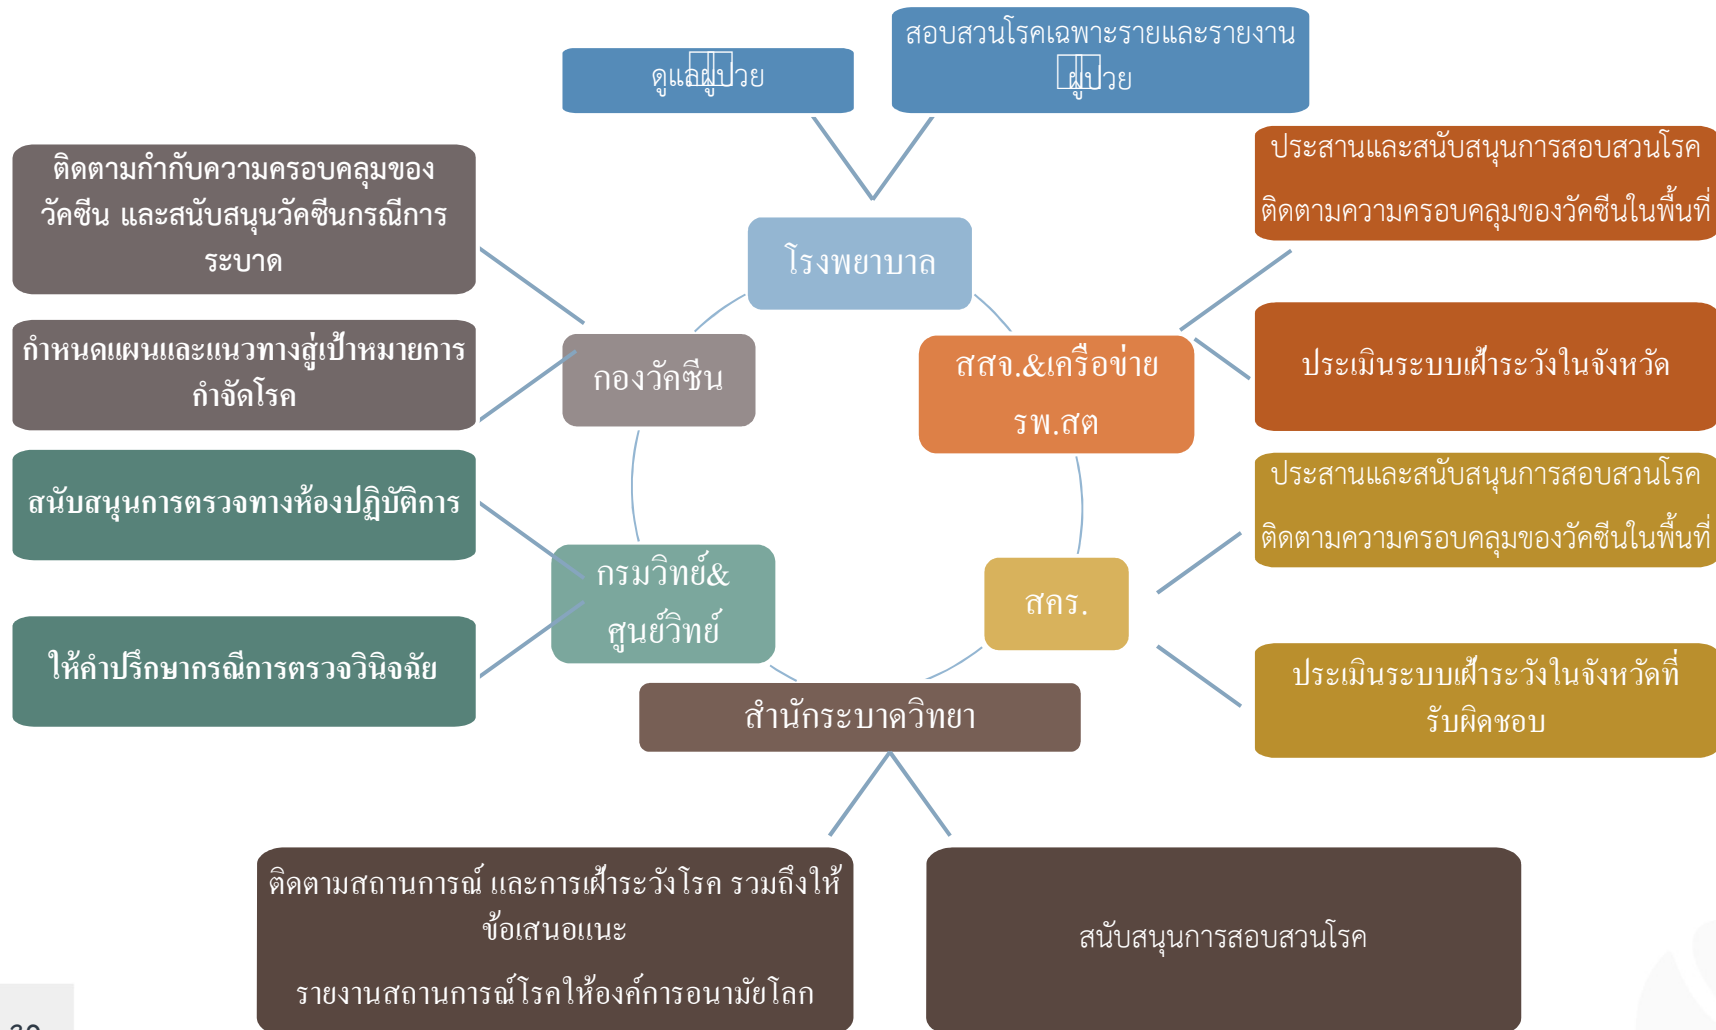 ดูแลผู้ป่วย
สอบสวนโรคเฉพาะรายและรายงาน
ผู้ป่วย
ติดตามกำกับความครอบคลุมของ
วัคซีน และสนับสนุนวัคซีนกรณีการ
ระบาด
กำหนดแผนและแนวทางสู่เป้าหมายการ
กำจัดโรค
สนับสนุนการตรวจทางห้องปฏิบัติการ
ให้คำปรึกษากรณีการตรวจวินิจฉัย
โรงพยาบาล
กองวัคซีน
สสจ.&เครือข่าย
รพ.สต
กรมวิทย์&
ศูนย์วิทย์
สคร.
สำนักระบาดวิทยา
ประสานและสนับสนุนการสอบสวนโรค
ติดตามความครอบคลุมของวัคซีนในพื้นที่
ประเมินระบบเฝ้าระวังในจังหวัด
ประสานและสนับสนุนการสอบสวนโรค
ติดตามความครอบคลุมของวัคซีนในพื้นที่
ประเมินระบบเฝ้าระวังในจังหวัดที่
รับผิดชอบ
ติดตามสถานการณ์ และการเฝ้าระวังโรค รวมถึงให้
ข้อเสนอแนะ
รายงานสถานการณ์โรคให้องค์การอนามัยโลก
สนับสนุนการสอบสวนโรค